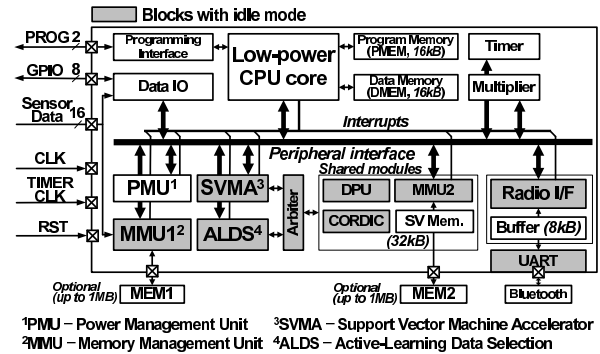 Blocks with idle mode
PROG 2
Programming Interface
Low-power CPU core
Program Memory (PMEM, 16kB)
Timer
GPIO 8
Data IO
Data Memory (DMEM, 16kB)
Multiplier
Sensor Data 16
Interrupts
Peripheral interface
CLK
Shared modules
TIMER CLK
PMU¹
SVMA³
Arbiter
DPU
MMU2
Radio I/F
RST
MMU1²
ALDS⁴
CORDIC
SV Mem.
(32kB)
Buffer (8kB)
UART
Optional (up to 1MB)
MEM1
Optional (up to 1MB)
MEM2
Bluetooth
¹PMU – Power Management Unit
³SVMA – Support Vector Machine Accelerator
²MMU – Memory Management Unit
⁴ALDS – Active-Learning Data Selection